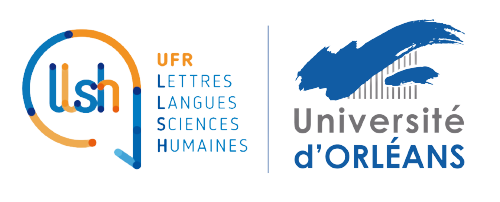 llsh
UFR
LETTRES
LANGUES
SCIENCES
HUMAINES
Université
d'ORLÉANS